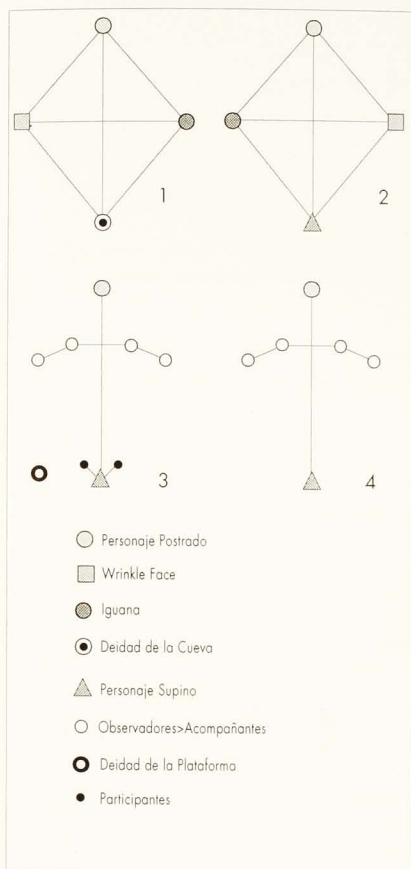 1
2
3
4
Personaje Postrado
Wrinkle Face
Iguana
Deidad de la Cueva
Personaje Supino
Observadores>Acompañantes
Deidad de la Plataforma
Participantes